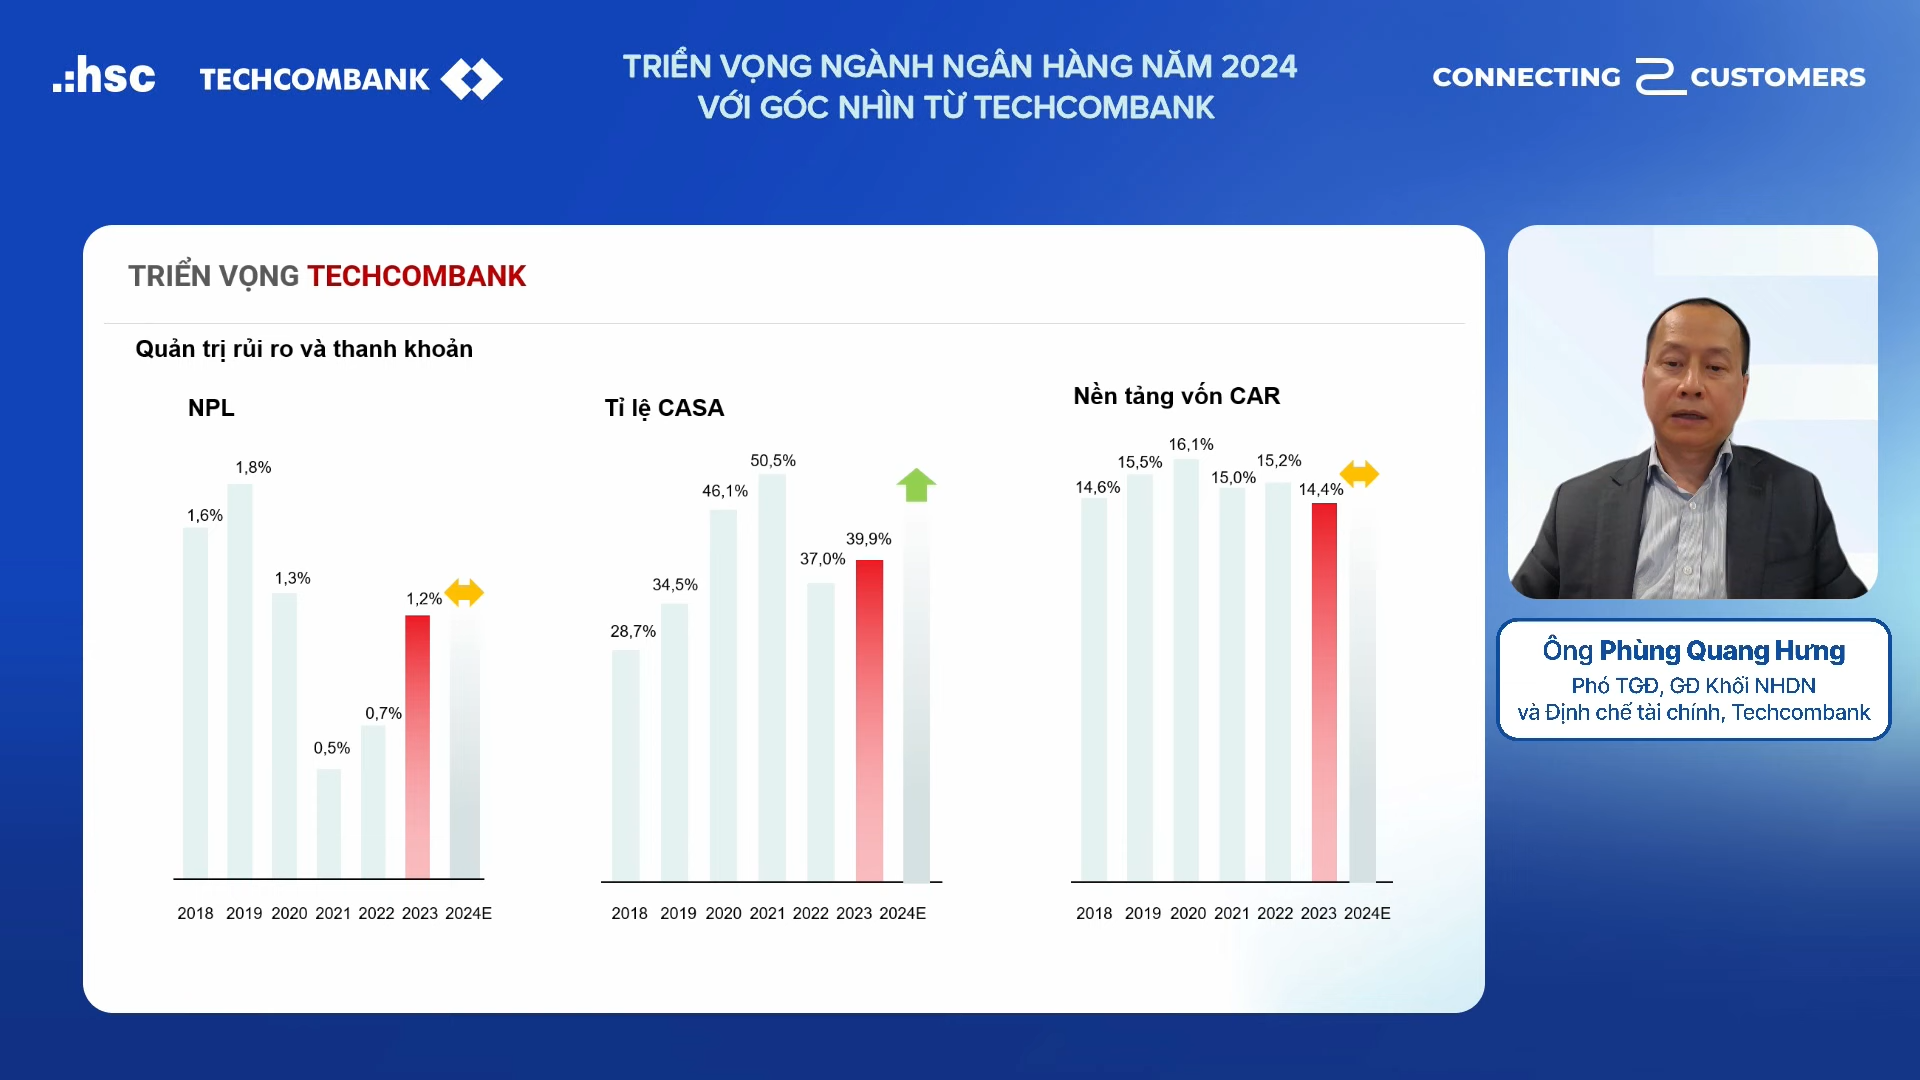 .::hsc
TECHCOMBANK
TRIỂN VỌNG NGÀNH NGÂN HÀNG NĂM 2024
VỚI GÓC NHÌN TỪ TECHCOMBANK
CONNECTING CUSTOMERS
TRIỂN VỌNG TECHCOMBANK
Quản trị rủi ro và thanh khoản
NPL
1,6%
1,8%
1,3%
0,5%
0,7%
1,2%
2018 2019 2020 2021 2022 2023 2024E
Tỉ lệ CASA
28,7%
34,5%
46,1%
50,5%
37,0%
39,9%
2018 2019 2020 2021 2022 2023 2024E
Nền tảng vốn CAR
14,6%
15,5%
16,1%
15,0%
15,2%
14,4%
2018 2019 2020 2021 2022 2023 2024E
Ông Phùng Quang Hưng
Phó TGĐ, GĐ Khối NHDN
và Định chế tài chính, Techcombank